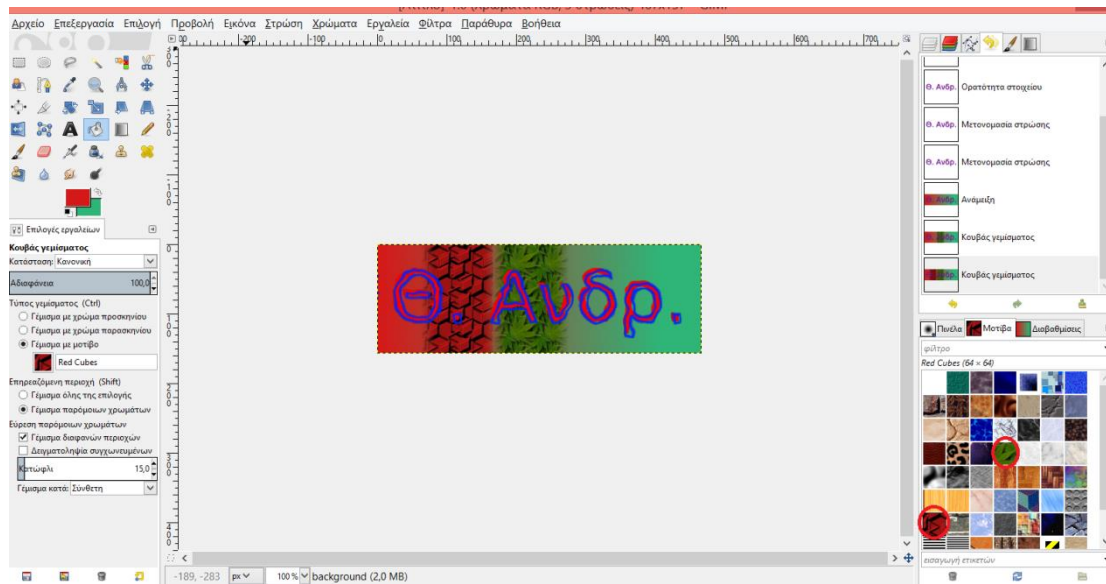 Αρχείο Επεξεργασία Επιλογή Προβολή Εικόνα Στρώση Χρώματα Εργαλεία Φίλτρα Παράθυρα Βοήθεια
Επιλογές εργαλείων
Κουβάς γεμίσματος
Κατάσταση: Κανονική
Αδιαφάνεια 100,0
Τύπος γεμίσματος (Ctrl)
Γέμισμα με χρώμα προσκηνίου
Γέμισμα με χρώμα παρασκηνίου
Γέμισμα με μοτίβο
Red Cubes
Επηρεαζόμενη περιοχή (Shift)
Γέμισμα όλης της επιλογής
Γέμισμα παρόμοιων χρωμάτων
Εύρεση παρόμοιων χρωμάτων
Γέμισμα διαφανών περιοχών
Δειγματοληψία συγχωνευμένων
Κατώφλι 15,0
Γέμισμα κατά: Σύνθετη
Θ. Ανδρ.
-189, -283 px 100 % background (2,0 MB)
Θ. Ανδρ. Ορατότητα στοιχείου
Θ. Ανδρ. Μετονομασία στρώσης
Θ. Ανδρ. Μετονομασία στρώσης
Ανάμειξη
Κουβάς γεμίσματος
Κουβάς γεμίσματος
Πινέλα Μοτίβα Διαβαθμίσεις
φίλτρο
Red Cubes (64 × 64)
εισαγωγή ετικετών